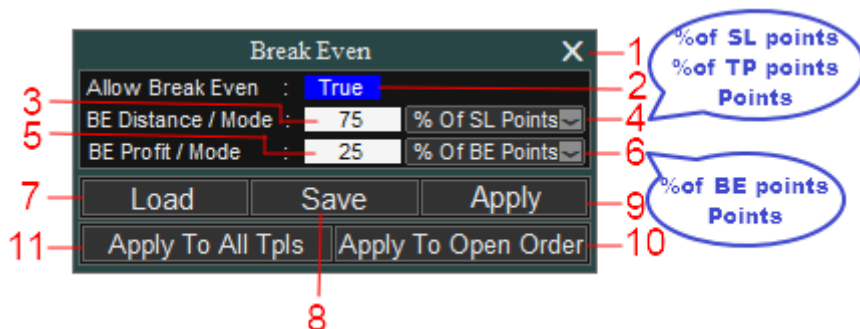 Break Even X 1
%of SL points
%of TP points
Points
Allow Break Even : True 2
3 BE Distance / Mode : 75 % Of SL Points 4
5 BE Profit / Mode : 25 % Of BE Points 6
%of BE points
Points
7 Load Save Apply 9
11 Apply To All Tpls Apply To Open Order 10
8